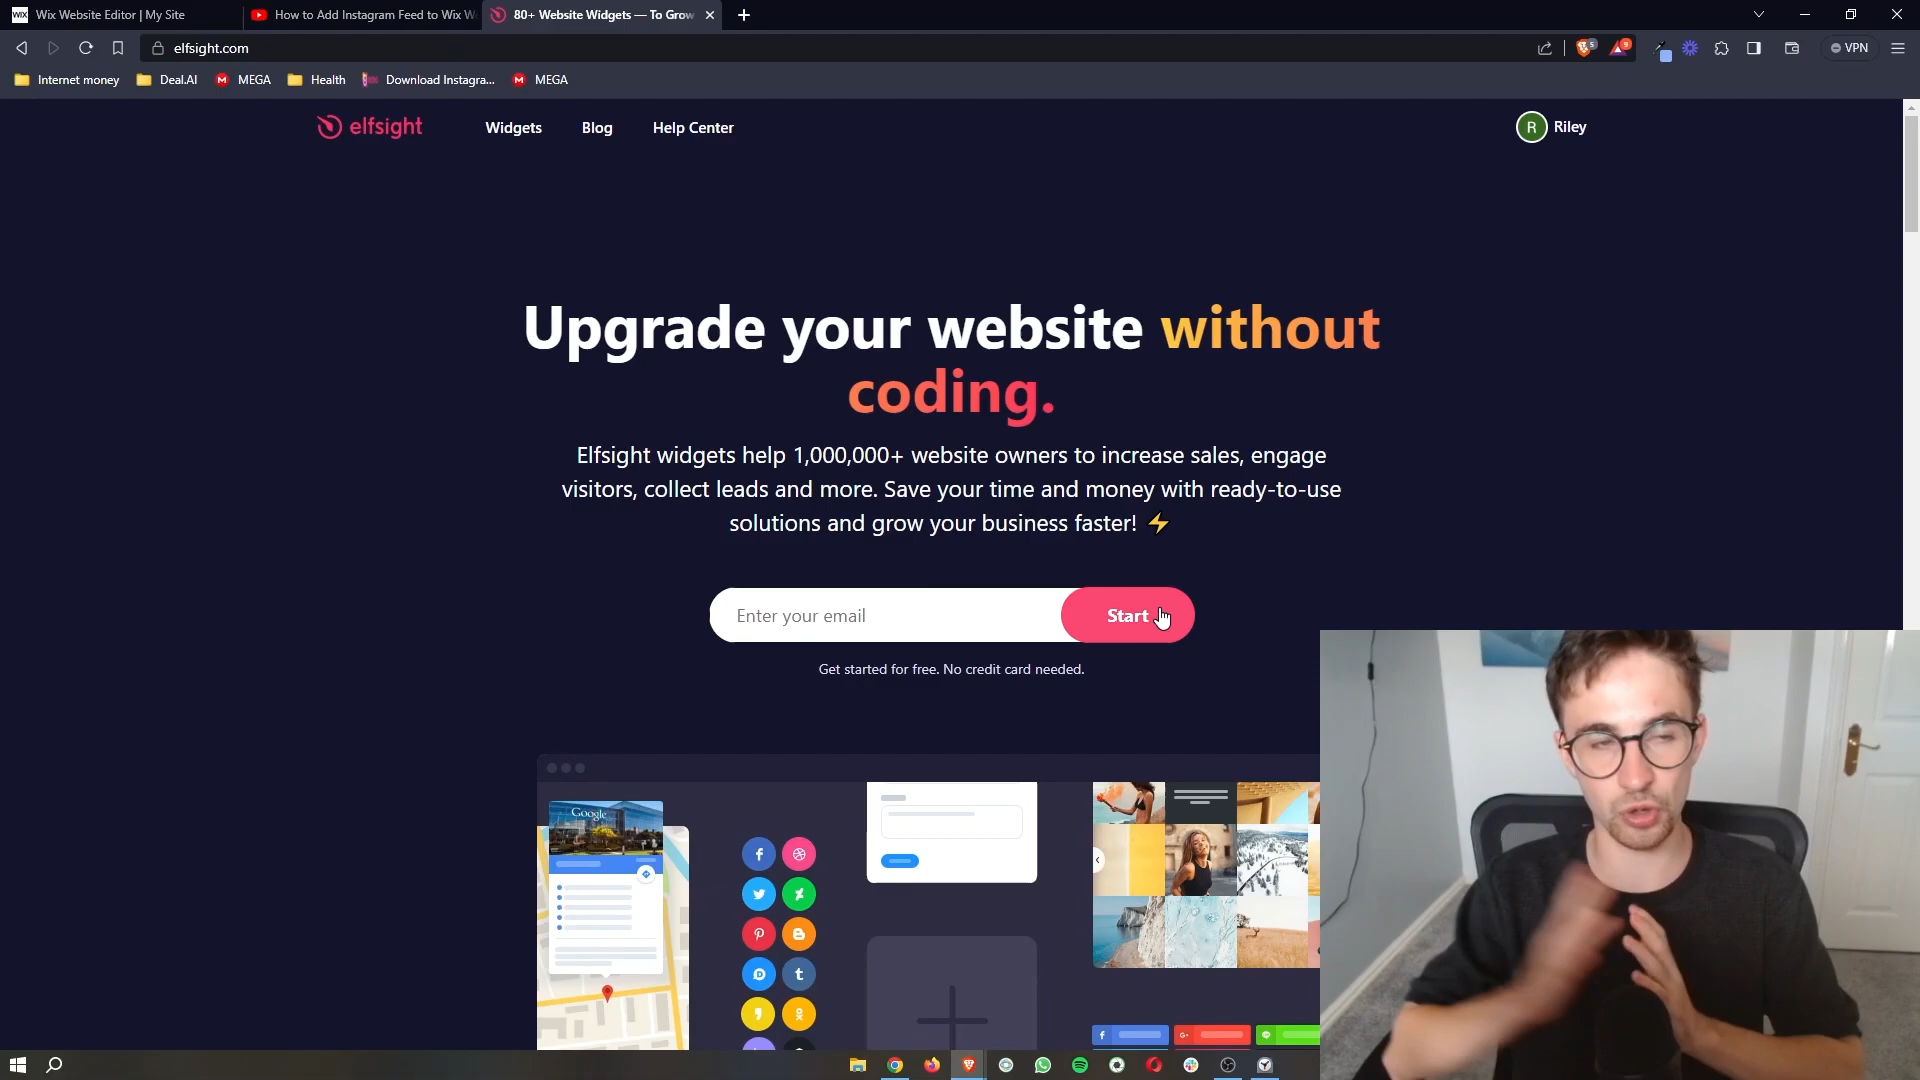 WIX Wix Website Editor | My Site
How to Add Instagram Feed to Wix W
80+ Website Widgets — To Grow
elfsight.com
VPN
Internet money
Deal.AI
MEGA
Health
Download Instagra...
MEGA
elfsight
Widgets
Blog
Help Center
R
Riley
Upgrade your website without
coding.
Elfsight widgets help 1,000,000+ website owners to increase sales, engage
visitors, collect leads and more. Save your time and money with ready-to-use
solutions and grow your business faster!
Enter your email
Start
Get started for free. No credit card needed.
Google